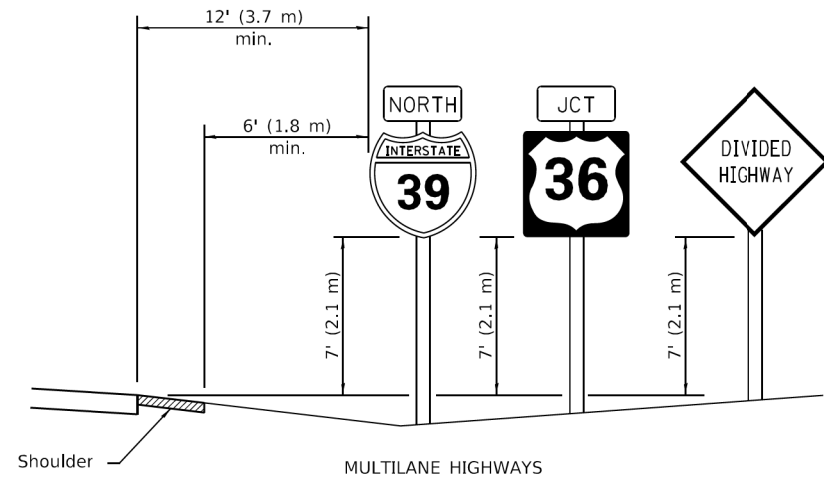 12' (3.7 m)
min.
6' (1.8 m)
min.
NORTH
INTERSTATE
39
JCT
36
DIVIDED
HIGHWAY
7' (2.1 m)
7' (2.1 m)
7' (2.1 m)
Shoulder
MULTILANE HIGHWAYS